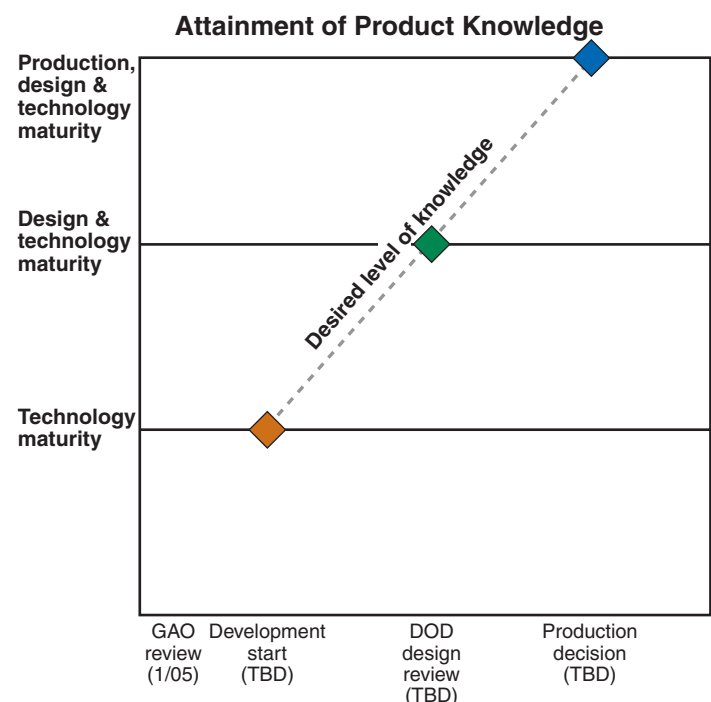 Attainment of Product Knowledge
Production,
design &
technology
maturity
Design &
technology
maturity
Technology
maturity
Desired level of knowledge
GAO
review
(1/05)
Development
start
(TBD)
DOD
design
review
(TBD)
Production
decision
(TBD)